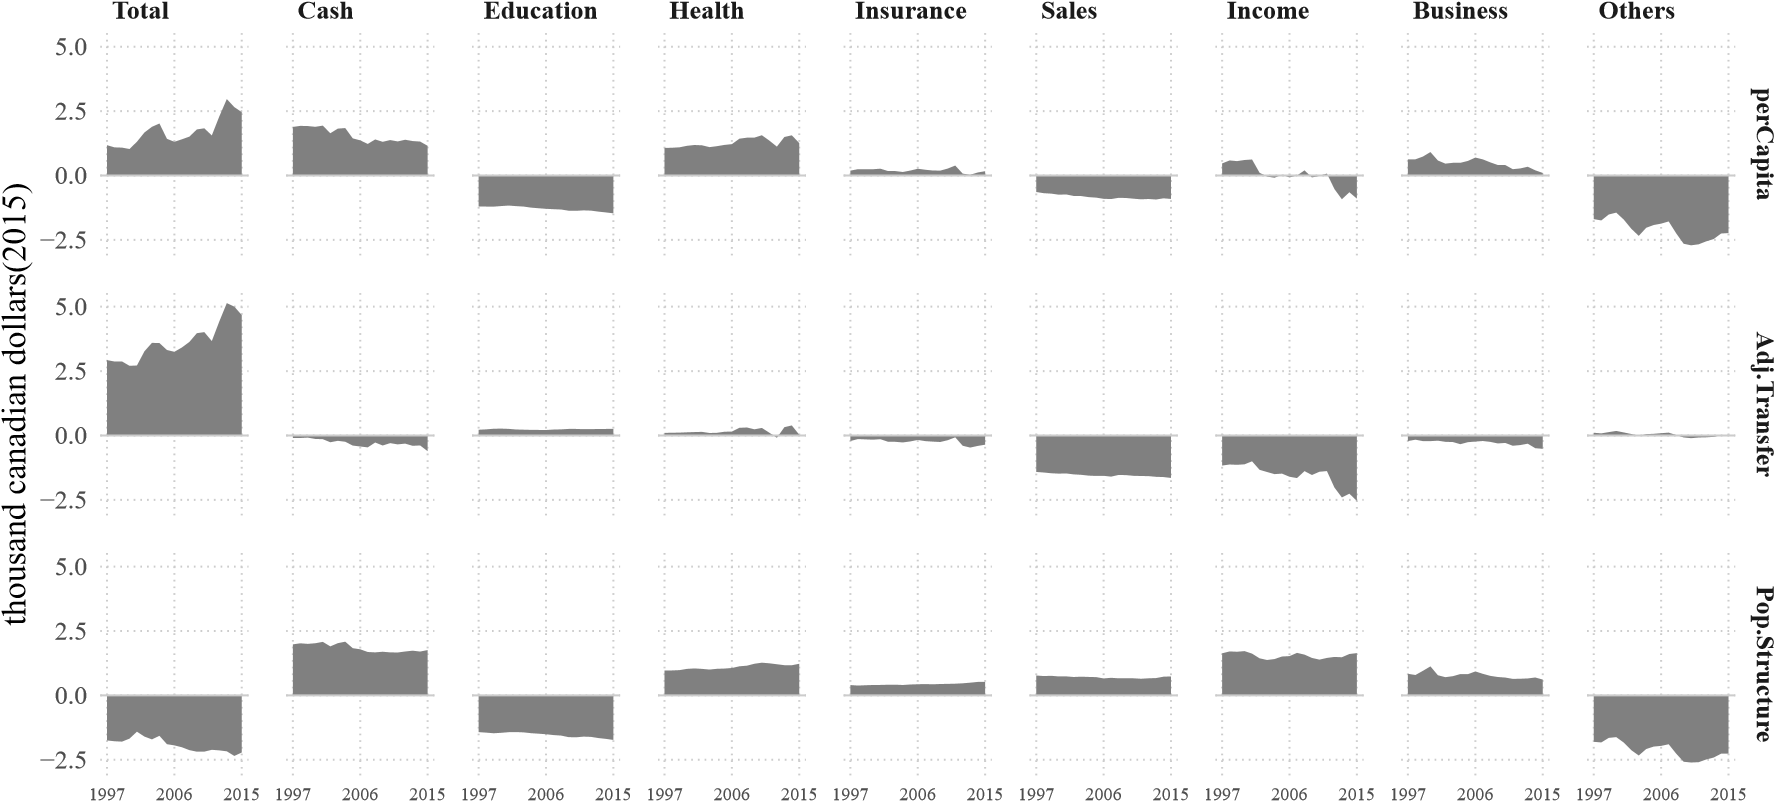 Total Cash Education Health Insurance Sales Income Business Others
thousand canadian dollars(2015)
5.0
2.5
0.0
−2.5
perCapita
5.0
2.5
0.0
−2.5
Adj.Transfer
5.0
2.5
0.0
−2.5
Pop.Structure
1997 2006 2015 1997 2006 2015 1997 2006 2015 1997 2006 2015 1997 2006 2015 1997 2006 2015 1997 2006 2015 1997 2006 2015 1997 2006 2015